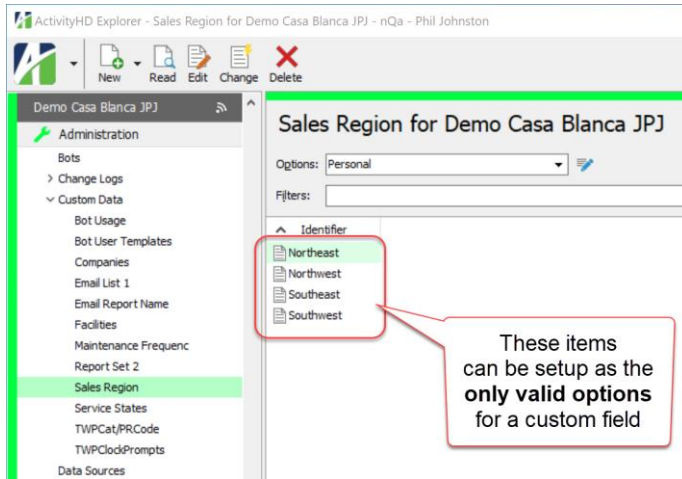 ActivityHD Explorer - Sales Region for Demo Casa Blanca JPJ - nQa - Phil Johnston
New Read Edit Change Delete
Demo Casa Blanca JPJ
Administration
Bots
Change Logs
Custom Data
Bot Usage
Bot User Templates
Companies
Email List 1
Email Report Name
Facilities
Maintenance Frequenc
Report Set 2
Sales Region
Service States
TWPCat/PRCode
TWPClockPrompts
Data Sources
Sales Region for Demo Casa Blanca JPJ
Options: Personal
Filters:
Identifier
Northeast
Northwest
Southeast
Southwest
These items
can be setup as the
only valid options
for a custom field